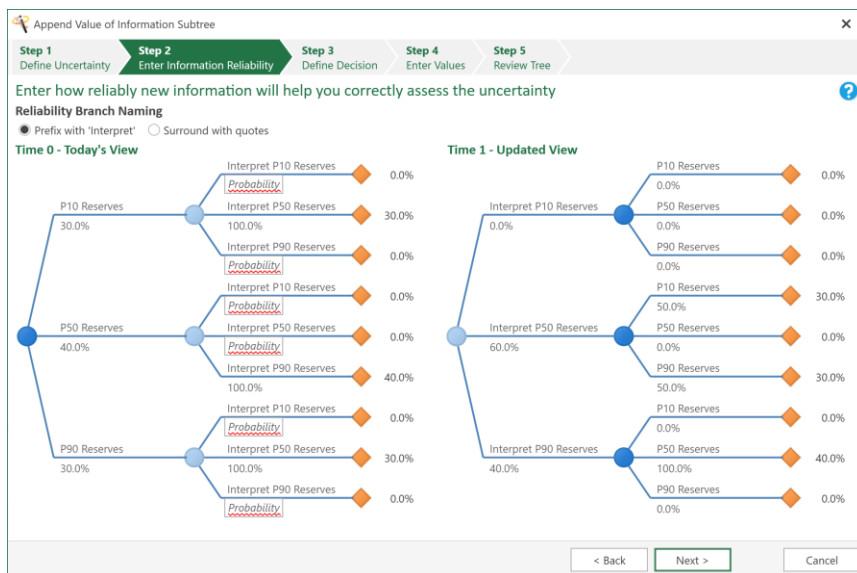 Append Value of Information Subtree
Step 1
Define Uncertainty
Step 2
Enter Information Reliability
Step 3
Define Decision
Step 4
Enter Values
Step 5
Review Tree
Enter how reliably new information will help you correctly assess the uncertainty
?
Reliability Branch Naming
Prefix with 'Interpret'
Surround with quotes
Time 0 - Today's View
P10 Reserves
30.0%
Interpret P10 Reserves
Probability
0.0%
Interpret P50 Reserves
100.0%
30.0%
Interpret P90 Reserves
Probability
0.0%
P50 Reserves
40.0%
Interpret P10 Reserves
Probability
0.0%
Interpret P50 Reserves
Probability
0.0%
Interpret P90 Reserves
100.0%
40.0%
P90 Reserves
30.0%
Interpret P10 Reserves
Probability
0.0%
Interpret P50 Reserves
100.0%
30.0%
Interpret P90 Reserves
Probability
0.0%
Time 1 - Updated View
Interpret P10 Reserves
0.0%
P10 Reserves
0.0%
0.0%
P50 Reserves
0.0%
0.0%
P90 Reserves
0.0%
0.0%
Interpret P50 Reserves
60.0%
P10 Reserves
50.0%
30.0%
P50 Reserves
0.0%
0.0%
P90 Reserves
50.0%
30.0%
Interpret P90 Reserves
40.0%
P10 Reserves
0.0%
0.0%
P50 Reserves
100.0%
40.0%
P90 Reserves
0.0%
0.0%
< Back
Next >
Cancel